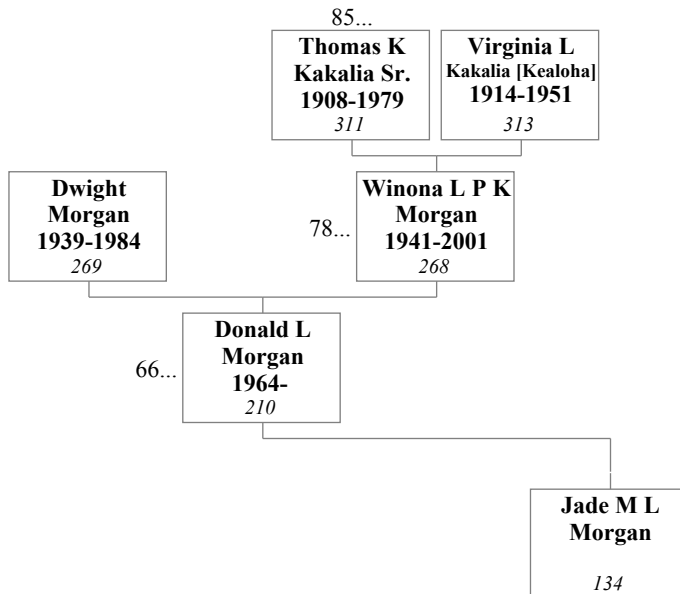 85...
Thomas K
Kakalia Sr.
1908-1979
311
Virginia L
Kakalia [Kealoha]
1914-1951
313
Dwight
Morgan
1939-1984
269
78...
Winona L P K
Morgan
1941-2001
268
66...
Donald L
Morgan
1964-
210
Jade M L
Morgan
134